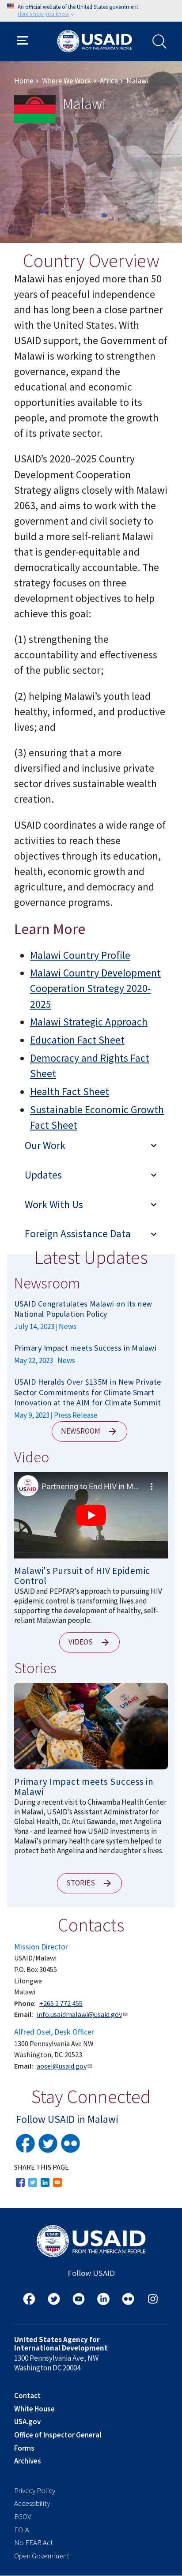 An official website of the United States government
Here's how you know
USAID
FROM THE AMERICAN PEOPLE
Home › Where We Work › Africa › Malawi
Malawi
Country Overview
Malawi has enjoyed more than 50
years of peaceful independence
and has long been a close partner
with the United States. With
USAID support, the Government of
Malawi is working to strengthen
governance, expand the
educational and economic
opportunities available to its
people, and promote the growth
of its private sector.
USAID's 2020–2025 Country
Development Cooperation
Strategy aligns closely with Malawi
2063, and aims to work with the
government and civil society to
build a more self-reliant Malawi
that is gender-equitable and
democratically accountable. The
strategy focuses on three
development objectives to help
achieve this goal:
(1) strengthening the
accountability and effectiveness
of the public sector;
(2) helping Malawi's youth lead
healthy, informed, and productive
lives; and
(3) ensuring that a more
diversified and inclusive private
sector drives sustainable wealth
creation.
USAID coordinates a wide range of
activities to reach these
objectives through its education,
health, economic growth and
agriculture, and democracy and
governance programs.
Learn More
Malawi Country Profile
Malawi Country Development
Cooperation Strategy 2020-
2025
Malawi Strategic Approach
Education Fact Sheet
Democracy and Rights Fact
Sheet
Health Fact Sheet
Sustainable Economic Growth
Fact Sheet
Our Work
Updates
Work With Us
Foreign Assistance Data
Latest Updates
Newsroom
USAID Congratulates Malawi on its new
National Population Policy
July 14, 2023 | News
Primary Impact meets Success in Malawi
May 22, 2023 | News
USAID Heralds Over $135M in New Private
Sector Commitments for Climate Smart
Innovation at the AIM for Climate Summit
May 9, 2023 | Press Release
NEWSROOM
Video
Partnering to End HIV in M...
Malawi's Pursuit of HIV Epidemic
Control
USAID and PEPFAR's approach to pursuing HIV
epidemic control is transforming lives and
supporting the development of healthy, self-
reliant Malawian people.
VIDEOS
Stories
Primary Impact meets Success in
Malawi
During a recent visit to Chiwamba Health Center
in Malawi, USAID's Assistant Administrator for
Global Health, Dr. Atul Gawande, met Angelina
Yona - and learned how USAID investments in
Malawi's primary health care system helped to
protect both Angelina and her daughter's lives.
STORIES
Contacts
Mission Director
USAID/Malawi
P.O. Box 30455
Lilongwe
Malawi
Phone: +265 1 772 455
Email: info.usaidmalawi@usaid.gov
Alfred Osei, Desk Officer
1300 Pennsylvania Ave NW
Washington, DC 20523
Email: aosei@usaid.gov
Stay Connected
Follow USAID in Malawi
SHARE THIS PAGE
USAID
FROM THE AMERICAN PEOPLE
Follow USAID
United States Agency for
International Development
1300 Pennsylvania Ave, NW
Washington DC 20004
Contact
White House
USA.gov
Office of Inspector General
Forms
Archives
Privacy Policy
Accessibility
EGOV
FOIA
No FEAR Act
Open Government